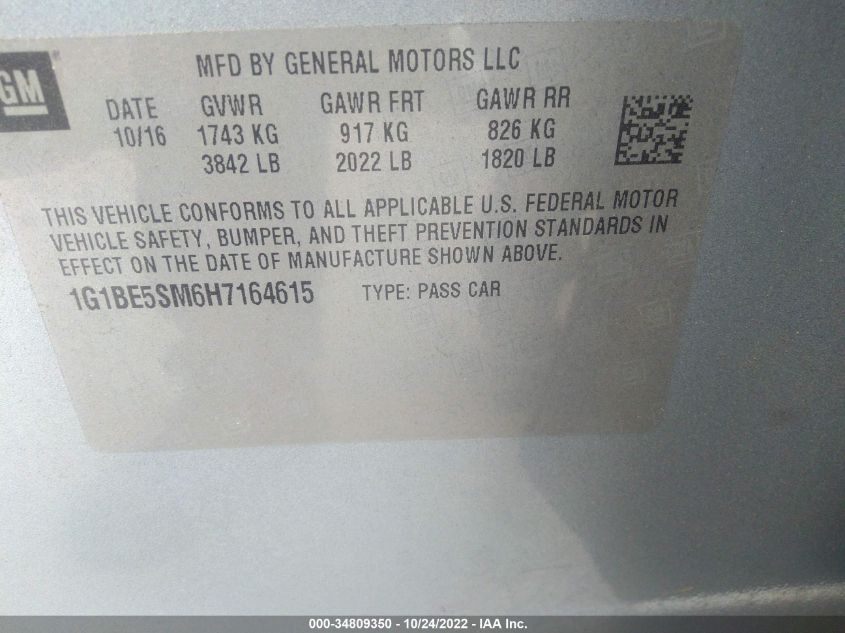 GM
MFD BY GENERAL MOTORS LLC
DATE GVWR GAWR FRT GAWR RR
10/16 1743 KG 917 KG 826 KG
3842 LB 2022 LB 1820 LB
THIS VEHICLE CONFORMS TO ALL APPLICABLE U.S. FEDERAL MOTOR
VEHICLE SAFETY, BUMPER, AND THEFT PREVENTION STANDARDS IN
EFFECT ON THE DATE OF MANUFACTURE SHOWN ABOVE.
1G1BE5SM6H7164615 TYPE: PASS CAR
000-34809350 - 10/24/2022 - IAA Inc.